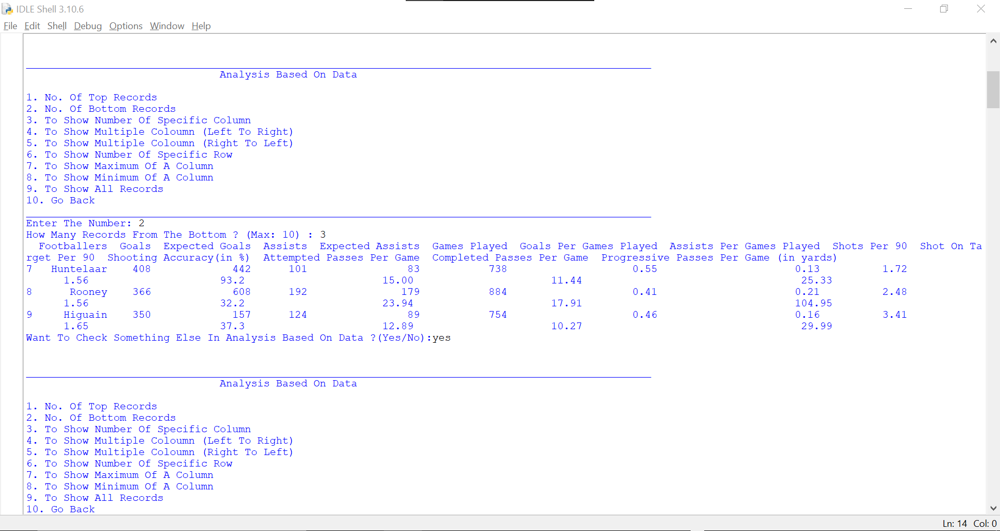 IDLE Shell 3.10.6
File Edit Shell Debug Options Window Help
Analysis Based On Data
1. No. Of Top Records
2. No. Of Bottom Records
3. To Show Number Of Specific Column
4. To Show Multiple Coloumn (Left To Right)
5. To Show Multiple Coloumn (Right To Left)
6. To Show Number Of Specific Row
7. To Show Maximum Of A Column
8. To Show Minimum Of A Column
9. To Show All Records
10. Go Back
Enter The Number: 2
How Many Records From The Bottom ? (Max: 10) : 3
Footballers Goals Expected Goals Assists Expected Assists Games Played Goals Per Games Played Assists Per Games Played Shots Per 90 Shot On Ta
rget Per 90 Shooting Accuracy(in %) Attempted Passes Per Game Completed Passes Per Game Progressive Passes Per Game (in yards)
7 Huntelaar 408 442 101 83 738 0.55 0.13 1.72
1.56 93.2 15.00 11.44 25.33
8 Rooney 366 608 192 179 884 0.41 0.21 2.48
1.56 32.2 23.94 17.91 104.95
9 Higuain 350 157 124 89 754 0.46 0.16 3.41
1.65 37.3 12.89 10.27 29.99
Want To Check Something Else In Analysis Based On Data ?(Yes/No):yes
Analysis Based On Data
1. No. Of Top Records
2. No. Of Bottom Records
3. To Show Number Of Specific Column
4. To Show Multiple Coloumn (Left To Right)
5. To Show Multiple Coloumn (Right To Left)
6. To Show Number Of Specific Row
7. To Show Maximum Of A Column
8. To Show Minimum Of A Column
9. To Show All Records
10. Go Back
Ln: 14 Col: 0